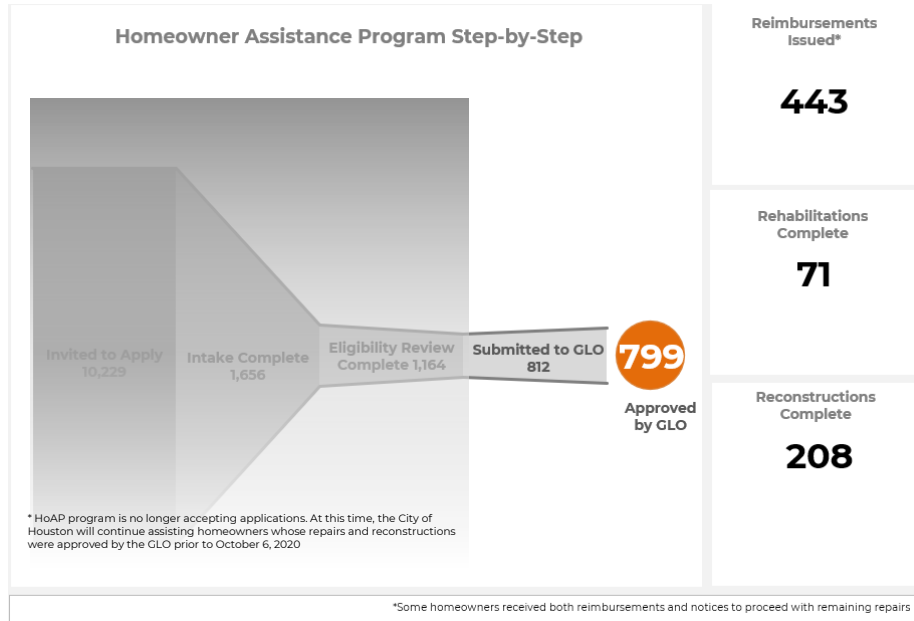 Homeowner Assistance Program Step-by-Step
Invited to Apply
10,229
Intake Complete
1,656
Eligibility Review
Complete 1,164
Submitted to GLO
812
799
Approved
by GLO
* HoAP program is no longer accepting applications. At this time, the City of
Houston will continue assisting homeowners whose repairs and reconstructions
were approved by the GLO prior to October 6, 2020
Reimbursements
Issued*
443
Rehabilitations
Complete
71
Reconstructions
Complete
208
*Some homeowners received both reimbursements and notices to proceed with remaining repairs